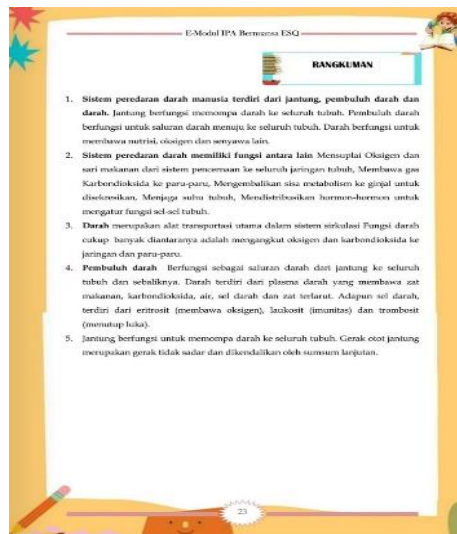 E-Modul IPA Bernuansa ESQ
RANGKUMAN
1. Sistem peredaran darah manusia terdiri dari jantung, pembuluh darah dan
darah. Jantung berfungsi memompa darah ke seluruh tubuh. Pembuluh darah
berfungsi untuk saluran darah menuju ke seluruh tubuh. Darah berfungsi untuk
membawa nutrisi, oksigen dan senyawa lain.
2. Sistem peredaran darah memiliki fungsi antara lain Mensuplai Oksigen dan
sari makanan dari sistem pencernaan ke seluruh jaringan tubuh, Membawa gas
Karbondioksida ke paru-paru, Mengembalikan sisa metabolism ke ginjal untuk
disekresikan, Menjaga suhu tubuh, Mendistribusikan hormon-hormon untuk
mengatur fungsi sel-sel tubuh.
3. Darah merupakan alat transportasi utama dalam sistem sirkulasi Fungsi darah
cukup banyak diantaranya adalah mengangkut oksigen dan karbondioksida ke
jaringan dan paru-paru.
4. Pembuluh darah Berfungsi sebagai saluran darah dari jantung ke seluruh
tubuh dan sebaliknya. Darah terdiri dari plasma darah yang membawa zat
makanan, karbondioksida, air, sel darah dan zat terlarut. Adapun sel darah,
terdiri dari eritrosit (membawa oksigen), laukosit (imunitas) dan trombosit
(menutup luka).
5. Jantung berfungsi untuk memompa darah ke seluruh tubuh. Gerak otot jantung
merupakan gerak tidak sadar dan dikendalikan oleh sumsum lanjutan.
23